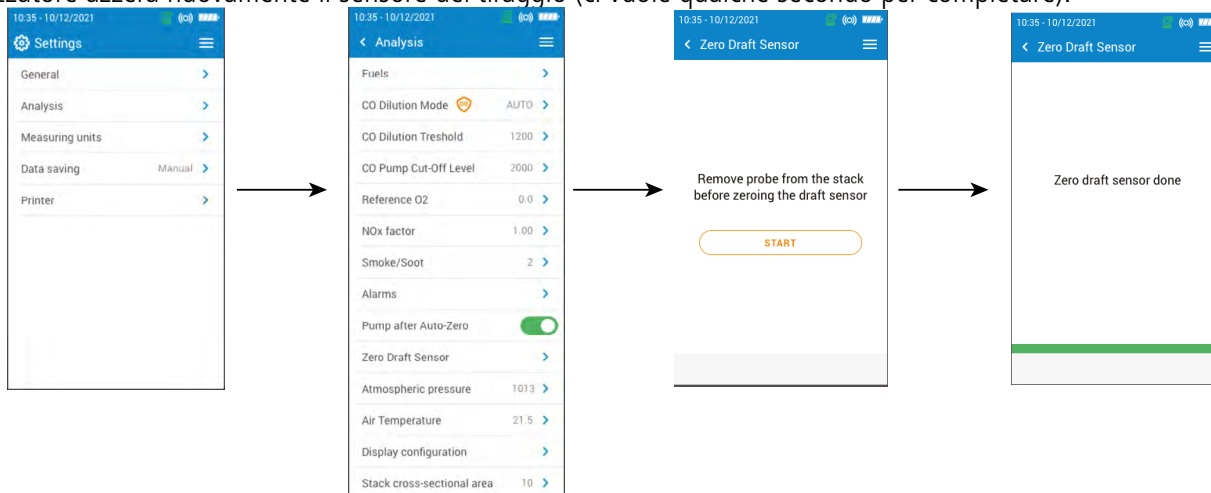 azzera nuovamente il sensore del tiraggio (ci vuole qualche secondo per completare).
10:35 - 10/12/2021
Settings
General
Analysis
Measuring units
Data saving Manual
Printer
10:35 - 10/12/2021
Analysis
Fuels
CO Dilution Mode AUTO
CO Dilution Treshold 1200
CO Pump Cut-Off Level 2000
Reference O2 0.0
NOx factor 1.00
Smoke/Soot 2
Alarms
Pump after Auto-Zero
Zero Draft Sensor
Atmospheric pressure 1013
Air Temperature 21.5
Display configuration
Stack cross-sectional area 10
10:35 - 10/12/2021
Zero Draft Sensor
Remove probe from the stack
before zeroing the draft sensor
START
10:35 - 10/12/2021
Zero Draft Sensor
Zero draft sensor done